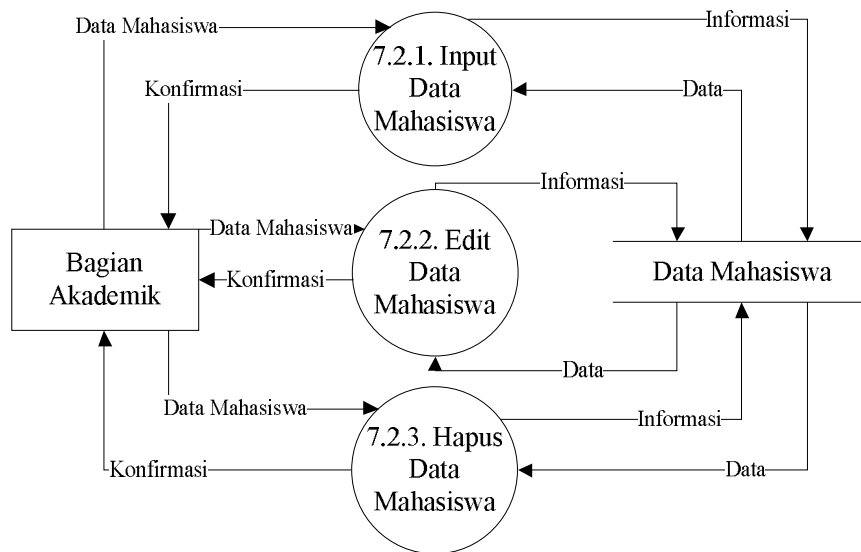 Data Mahasiswa
Informasi
7.2.1. Input
Data
Mahasiswa
Konfirmasi
Data
Informasi
Data Mahasiswa
7.2.2. Edit
Data
Mahasiswa
Bagian
Akademik
Konfirmasi
Data Mahasiswa
Data
Data Mahasiswa
Informasi
7.2.3. Hapus
Data
Mahasiswa
Konfirmasi
Data